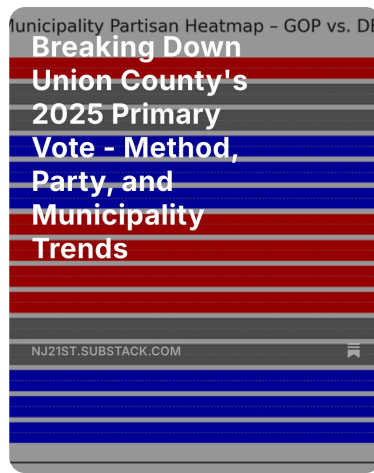 Municipality Partisan Heatmap – GOP vs. DE
Breaking Down
Union County's
2025 Primary
Vote - Method,
Party, and
Municipality
Trends
NJ21ST.SUBSTACK.COM